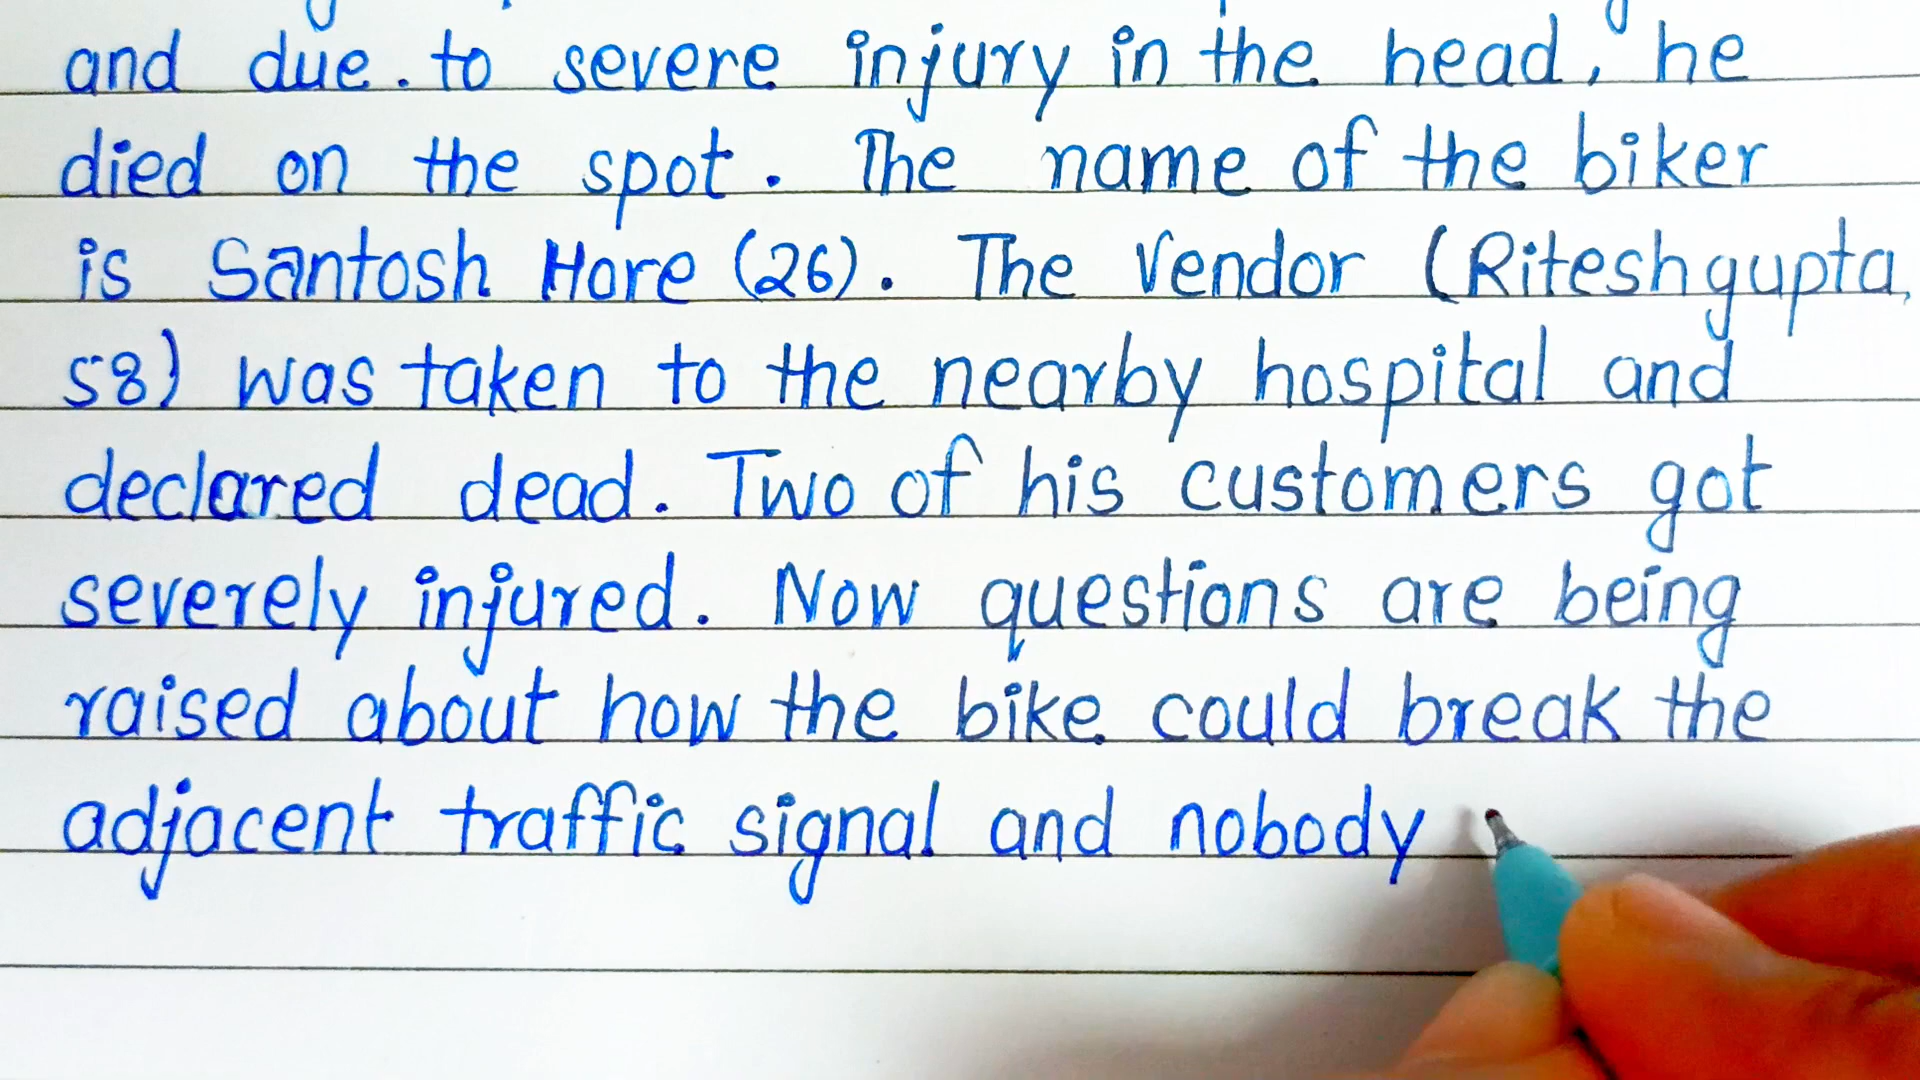 and due. to severe injury in the head, he
died on the spot. The name of the biker
is Santosh Hore (26). The Vendor (Riteshgupta,
58) was taken to the nearby hospital and
declared dead. Two of his customers got
severely injured. Now questions are being
raised about how the bike could break the
adjacent traffic signal and nobody